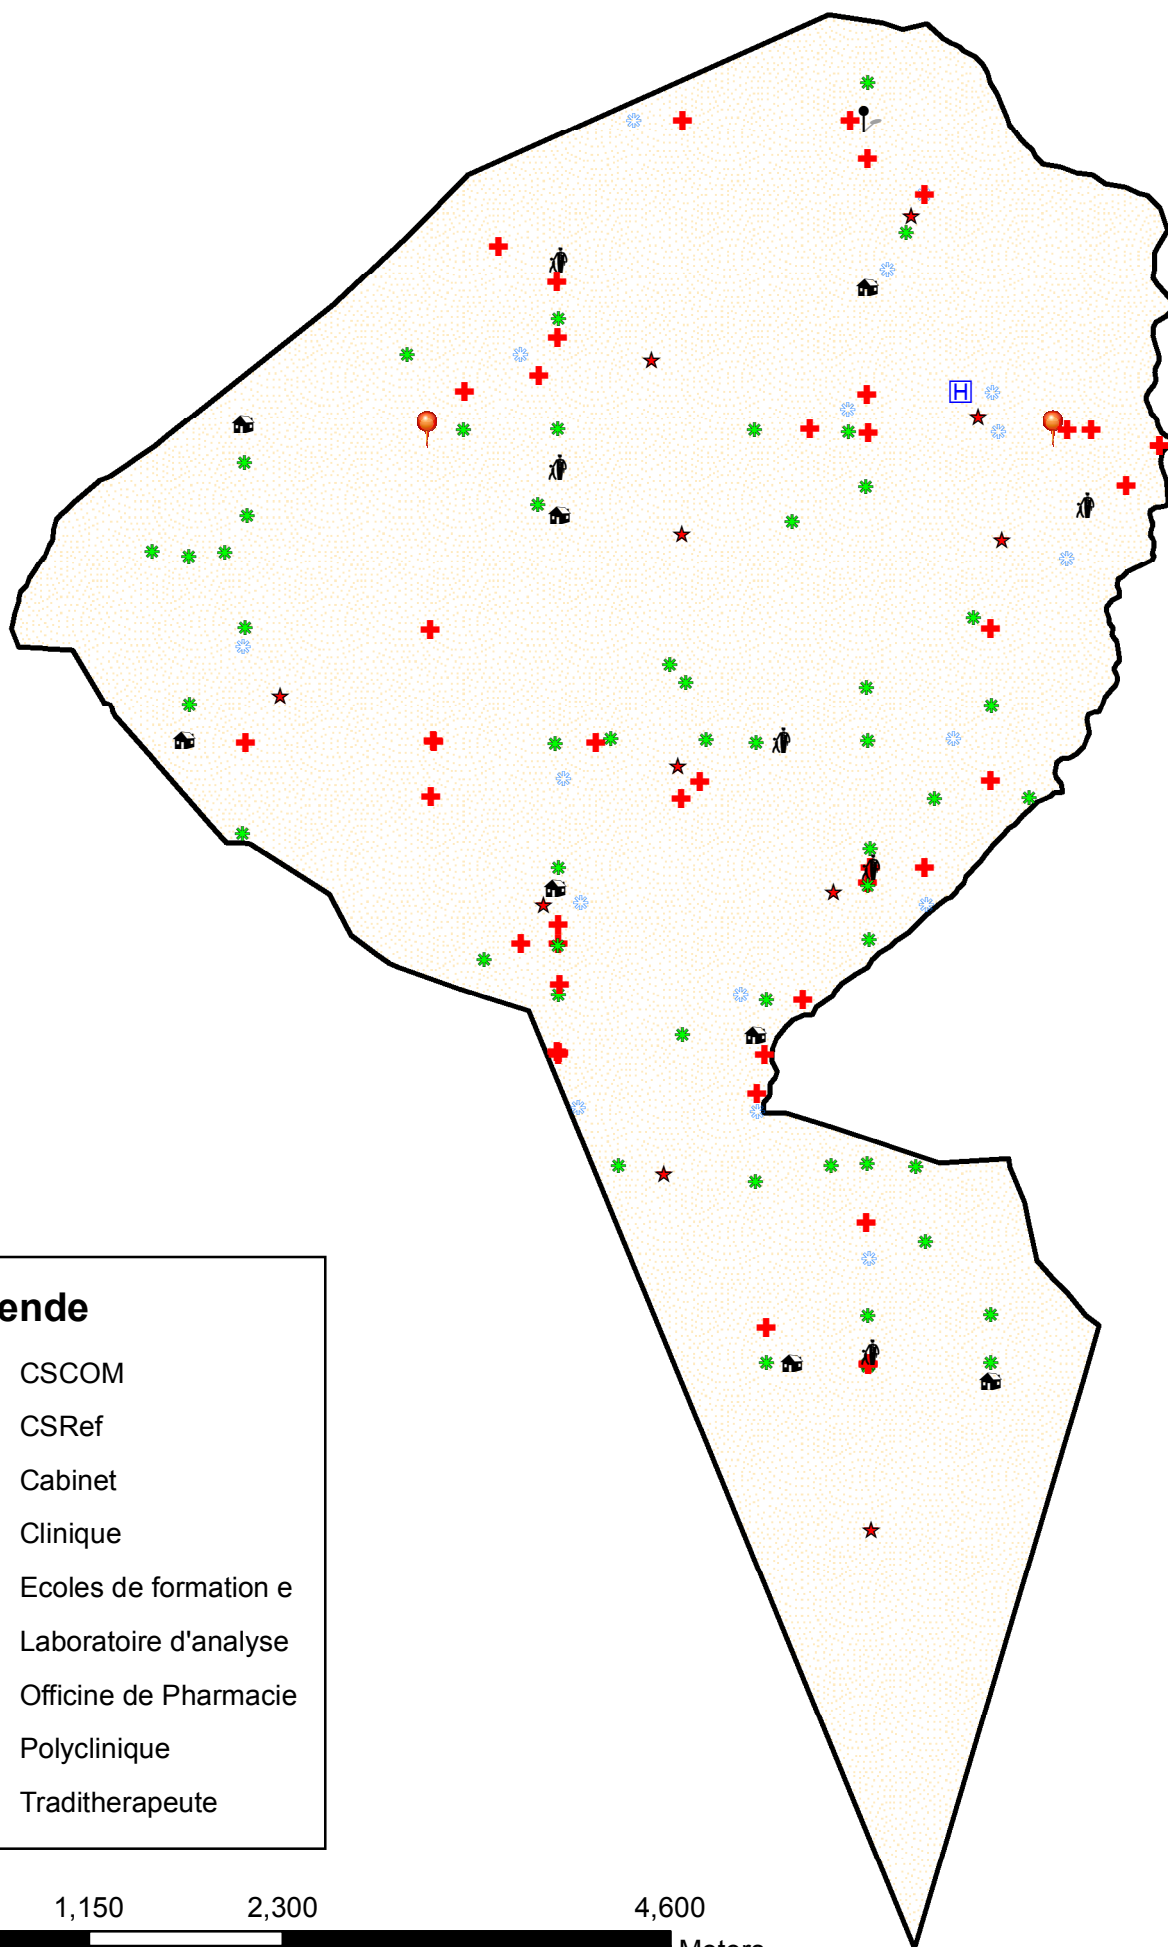 H
ende
CSCOM
CSRef
Cabinet
Clinique
Ecoles de formation e
Laboratoire d'analyse
Officine de Pharmacie
Polyclinique
Traditherapeute
1,150 2,300 4,600
Meters